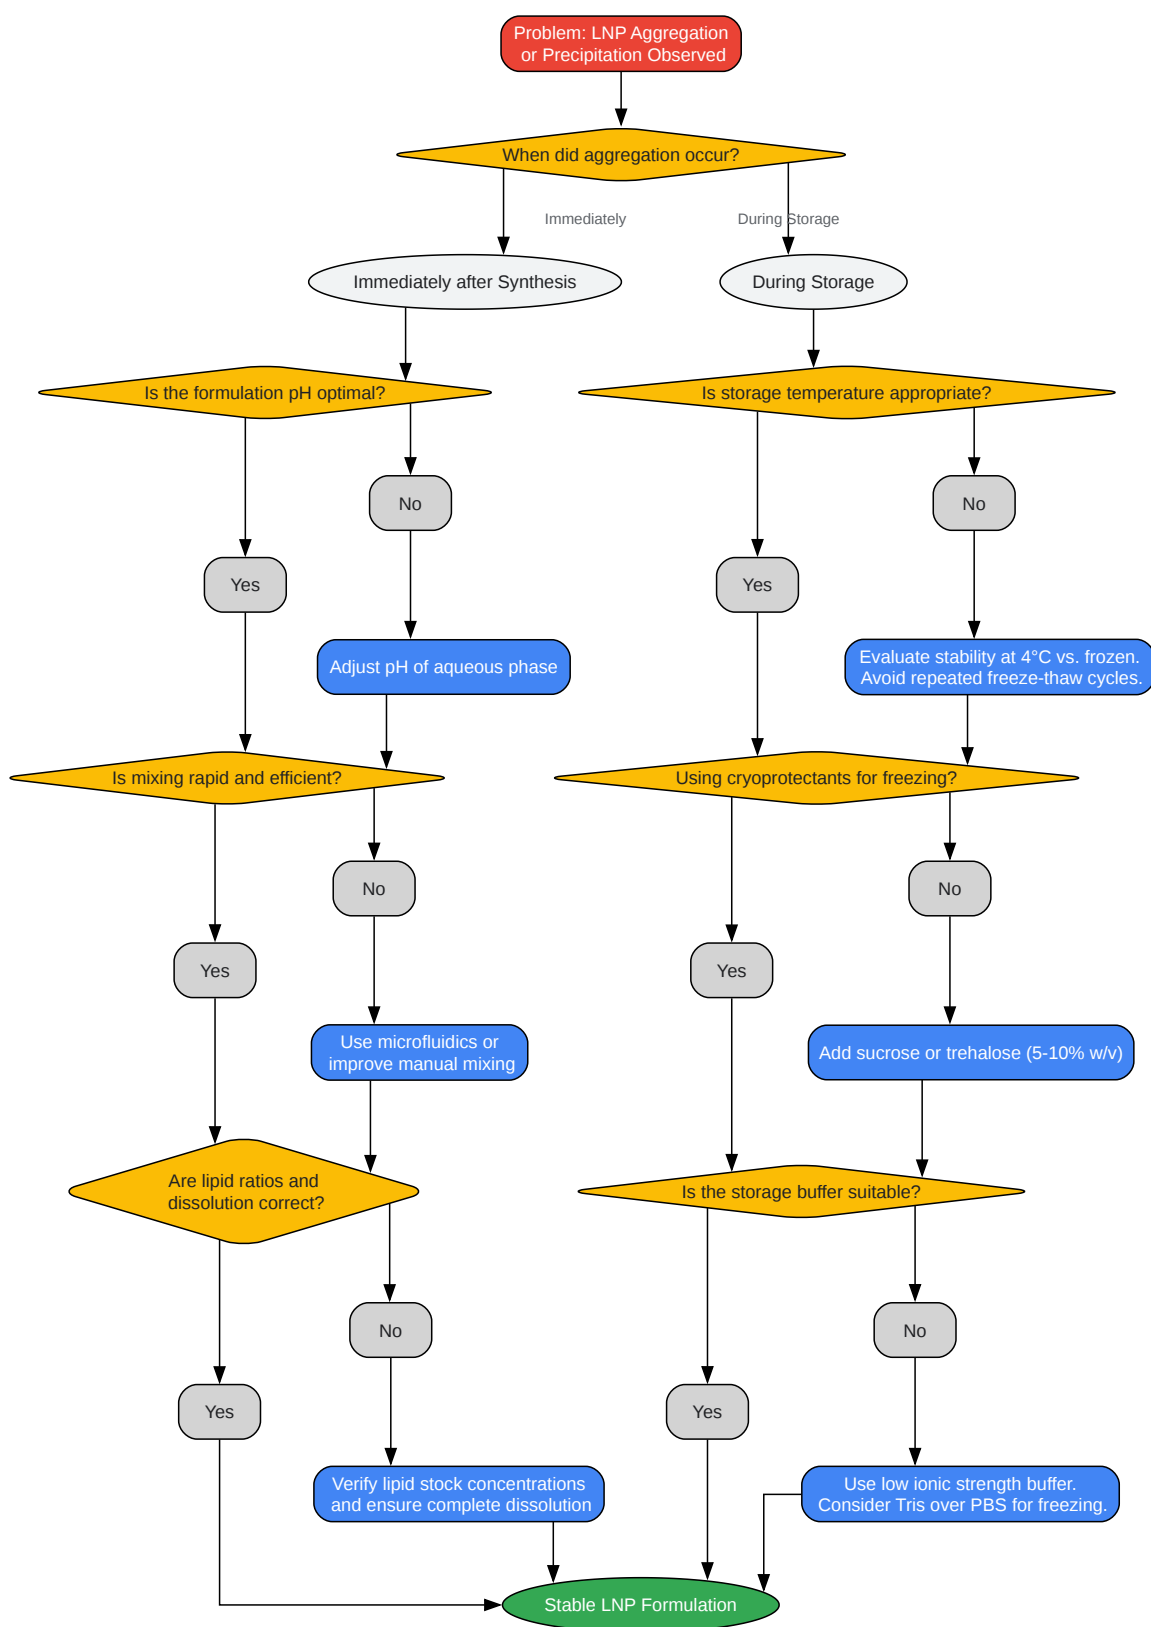 Problem: LNP Aggregation
or Precipitation Observed
When did aggregation occur?
Immediately
During Storage
Immediately after Synthesis
During Storage
Is the formulation pH optimal?
Is storage temperature appropriate?
No
No
Yes
Yes
Adjust pH of aqueous phase
Evaluate stability at 4°C vs. frozen.
Avoid repeated freeze-thaw cycles.
Is mixing rapid and efficient?
Using cryoprotectants for freezing?
No
No
Yes
Yes
Use microfluidics or
improve manual mixing
Add sucrose or trehalose (5-10% w/v)
Are lipid ratios and
dissolution correct?
Is the storage buffer suitable?
No
No
Yes
Yes
Verify lipid stock concentrations
and ensure complete dissolution
Use low ionic strength buffer.
Consider Tris over PBS for freezing.
Stable LNP Formulation